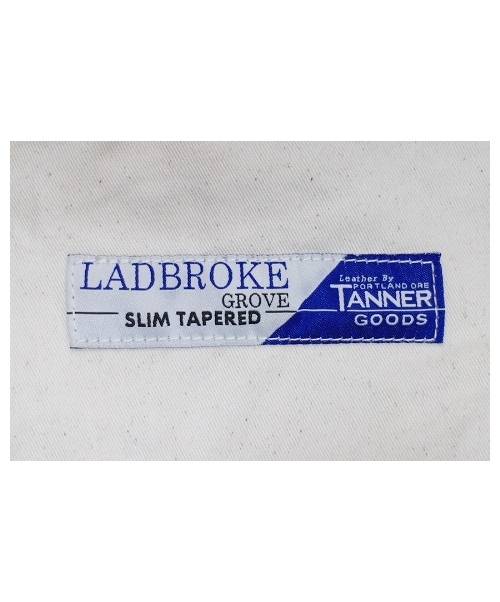 LADBROKE
GROVE
SLIM TAPERED
Leather By
PORTLAND ORE
TANNER
GOODS